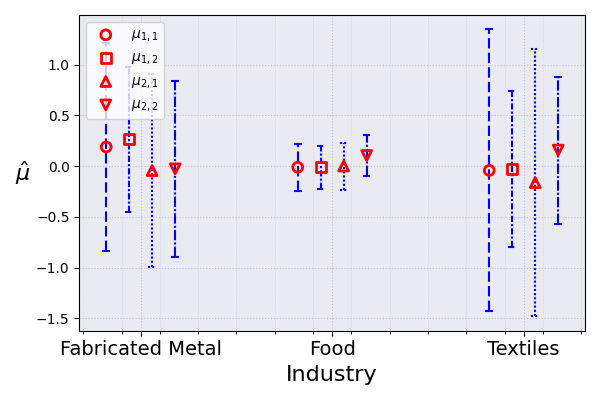 μ1,1
μ1,2
μ2,1
μ2,2
1.0
0.5
0.0
−0.5
−1.0
−1.5
μ̂
Fabricated Metal Food Textiles
Industry